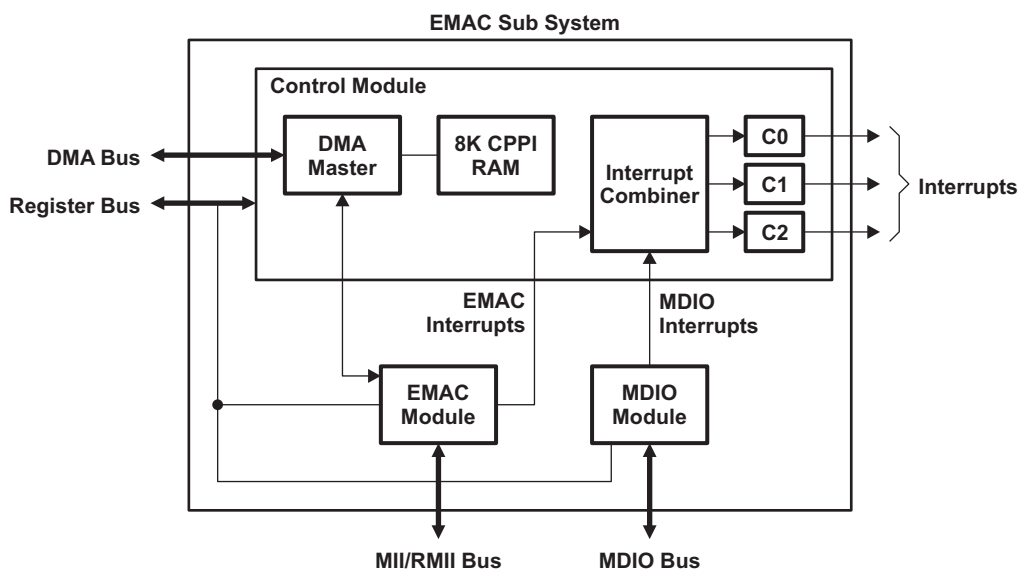 EMAC Sub System
Control Module
DMA
Master
8K CPPI
RAM
Interrupt
Combiner
C0
C1
C2
DMA Bus
Register Bus
Interrupts
EMAC
Interrupts
MDIO
Interrupts
EMAC
Module
MDIO
Module
MII/RMII Bus
MDIO Bus